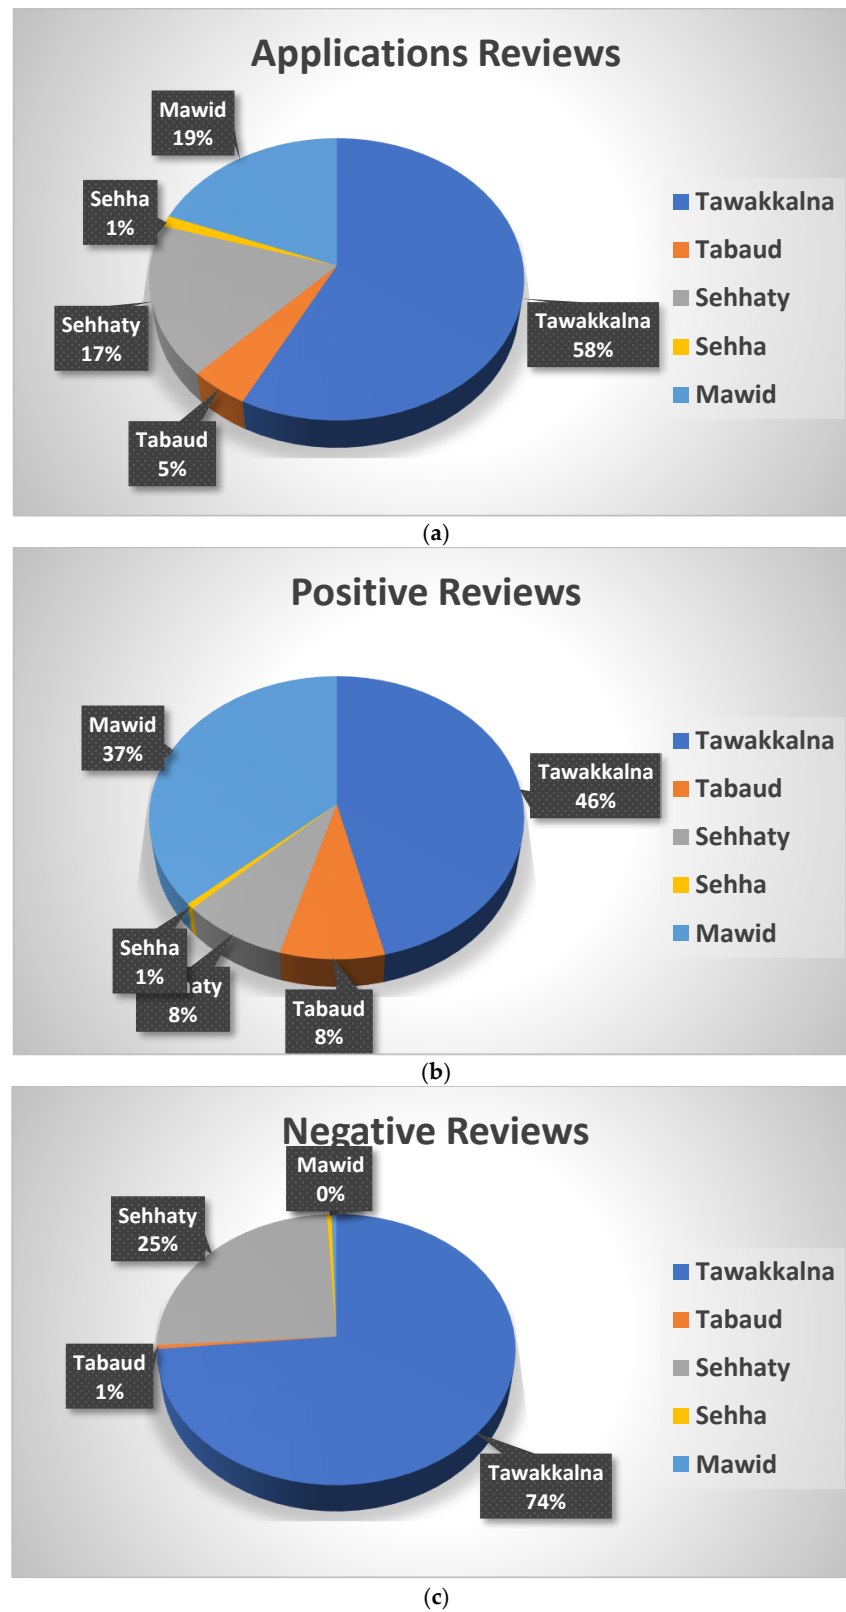 Applications Reviews
Mawid
19%
Sehha
1%
Sehhaty
17%
Tabaud
5%
Tawakkalna
58%
Tawakkalna
Tabaud
Sehhaty
Sehha
Mawid
(a)
Positive Reviews
Mawid
37%
Tawakkalna
46%
Sehha
1%
haty
8%
Tabaud
8%
Tawakkalna
Tabaud
Sehhaty
Sehha
Mawid
(b)
Negative Reviews
Mawid
0%
Sehhaty
25%
Tabaud
1%
Tawakkalna
74%
Tawakkalna
Tabaud
Sehhaty
Sehha
Mawid
(c)